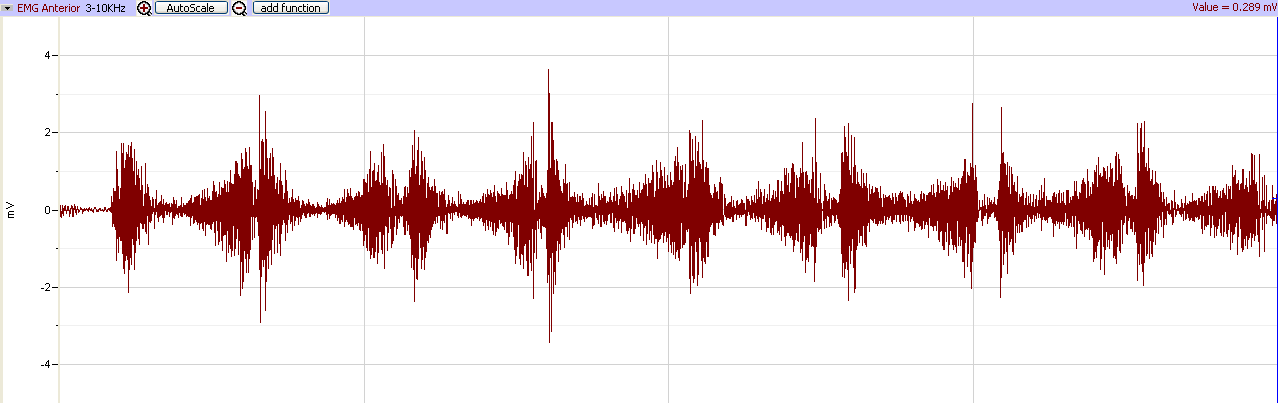 EMG Anterior 3-10KHz AutoScale add function Value = 0.289 mV
4
2
0
-2
-4
mV